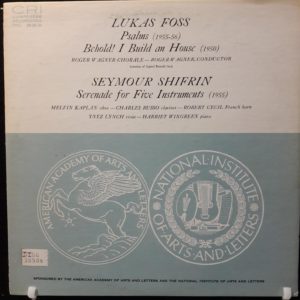 CRI
LUKAS FOSS
Psalms (1955-56)
Behold! I Build an House (1950)
ROGER WAGNER CHORALE — ROGER WAGNER, CONDUCTOR
SEYMOUR SHIFRIN
Serenade for Five Instruments (1955)
MELVIN KAPLAN oboe — CHARLES RUSSO clarinet — ROBERT CECIL French horn
YNEZ LYNCH viola — HARRIET WINGREEN piano
AMERICAN ACADEMY OF ARTS AND LETTERS
NATIONAL INSTITUTE OF ARTS AND LETTERS
SPONSORED BY THE AMERICAN ACADEMY OF ARTS AND LETTERS AND THE NATIONAL INSTITUTE OF ARTS AND LETTERS